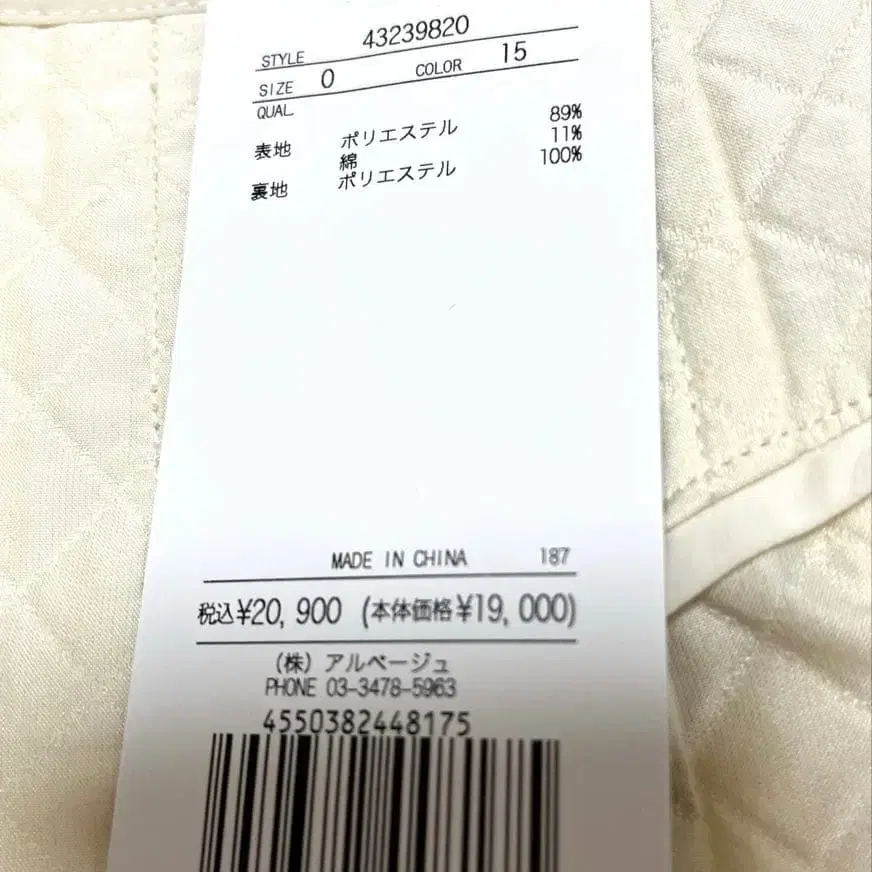 STYLE 43239820
SIZE 0 COLOR 15
QUAL
表地 ポリエステル 89%
綿 11%
裏地 ポリエステル 100%
MADE IN CHINA 187
税込¥20,900 (本体価格¥19,000)
(株) アルページュ
PHONE 03-3478-5963
4550382448175